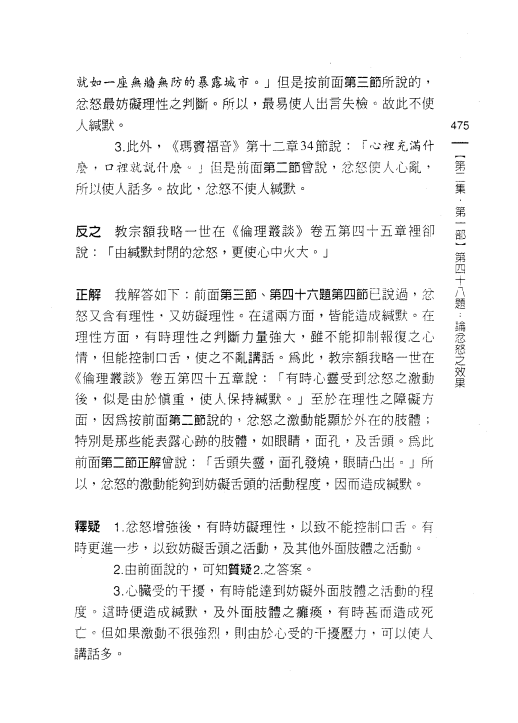 就如一座無牆無防的暴露城市。」但是按前面第三節所說的，
忿怒最妨礙理性之判斷。所以，最易使人出言失檢。故此不使
人緘默。
3.此外，《瑪竇福音》第十二章34節說：「心裡充滿什
麼，口裡就說什麼。」但是前面第二節曾說，忿怒使人心亂，
所以使人話多。故此，忿怒不使人緘默。
反之　教宗額我略一世在《倫理叢談》卷五第四十五章裡卻
說：「由緘默封閉的忿怒，更使心中火大。」
正解　我解答如下：前面第三節、第四十六題第四節已說過，忿
怒又含有理性，又妨礙理性。在這兩方面，皆能造成緘默。在
理性方面，有時理性之判斷力量強大，雖不能抑制報復之心
情，但能控制口舌，使之不亂講話。為此，教宗額我略一世在
《倫理叢談》卷五第四十五章說：「有時心靈受到忿怒之激動
後，似是由於慎重，使人保持緘默。」至於在理性之障礙方
面，因為按前面第二節說的，忿怒之激動能顯於外在的肢體；
特別是那些能表露心跡的肢體，如眼睛，面孔，及舌頭。為此
前面第二節正解曾說：「舌頭失靈，面孔發燒，眼睛凸出。」所
以，忿怒的激動能夠到妨礙舌頭的活動程度，因而造成緘默。
釋疑　1.忿怒增強後，有時妨礙理性，以致不能控制口舌。有
時更進一步，以致妨礙舌頭之活動，及其他外面肢體之活動。
2.由前面說的，可知質疑2.之答案。
3.心臟受的干擾，有時能達到妨礙外面肢體之活動的程
度。這時便造成緘默，及外面肢體之癱瘓，有時甚而造成死
亡。但如果激動不很強烈，則由於心受的干擾壓力，可以使人
講話多。
475
【第二集．第一部】第四十八題：論忿怒之效果